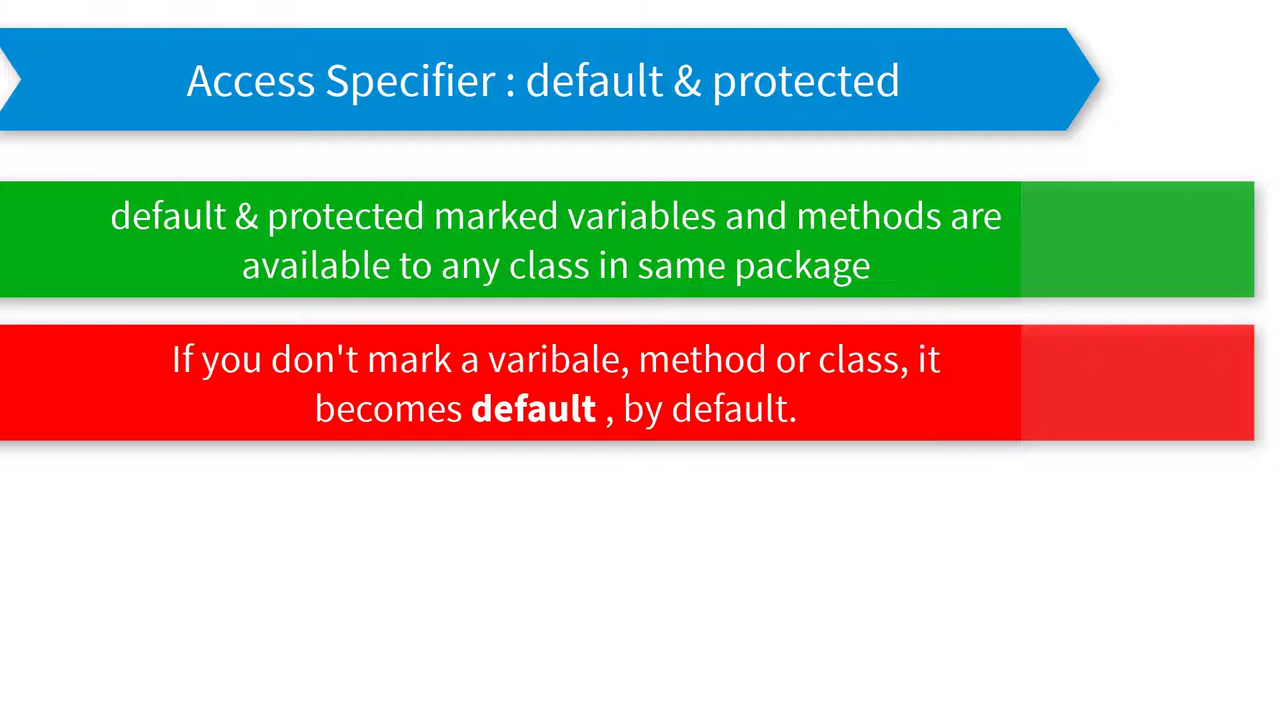 Access Specifier : default & protected
default & protected marked variables and methods are
available to any class in same package
If you don't mark a varibale, method or class, it
becomes default , by default.